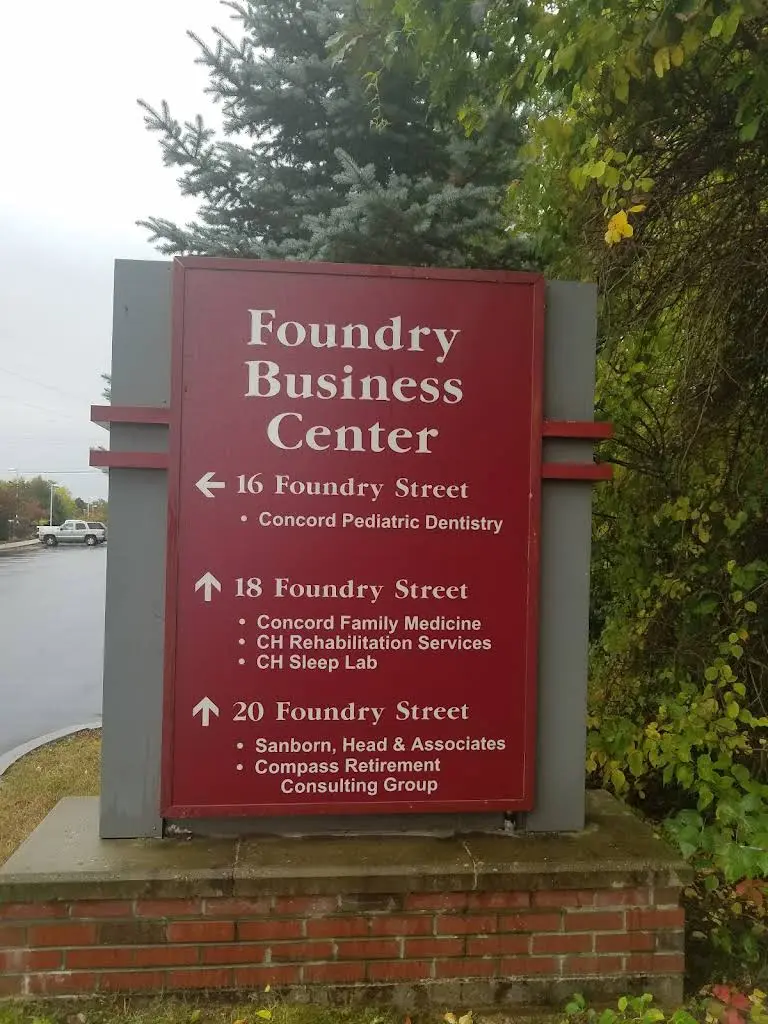 Foundry
Business
Center
← 16 Foundry Street
• Concord Pediatric Dentistry
↑ 18 Foundry Street
• Concord Family Medicine
• CH Rehabilitation Services
• CH Sleep Lab
↑ 20 Foundry Street
• Sanborn, Head & Associates
• Compass Retirement
Consulting Group